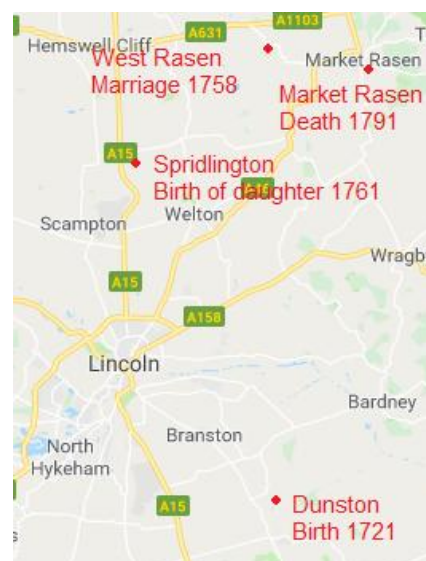 A1103
A631
Hemswell Cliff
West Rasen
Marriage 1758
Market Rasen
Market Rasen
Death 1791
A15
Spridlington
Birth of daughter 1761
Welton
Scampton
Wragb
A15
A158
Lincoln
Bardney
Branston
North
Hykeham
A15
Dunston
Birth 1721